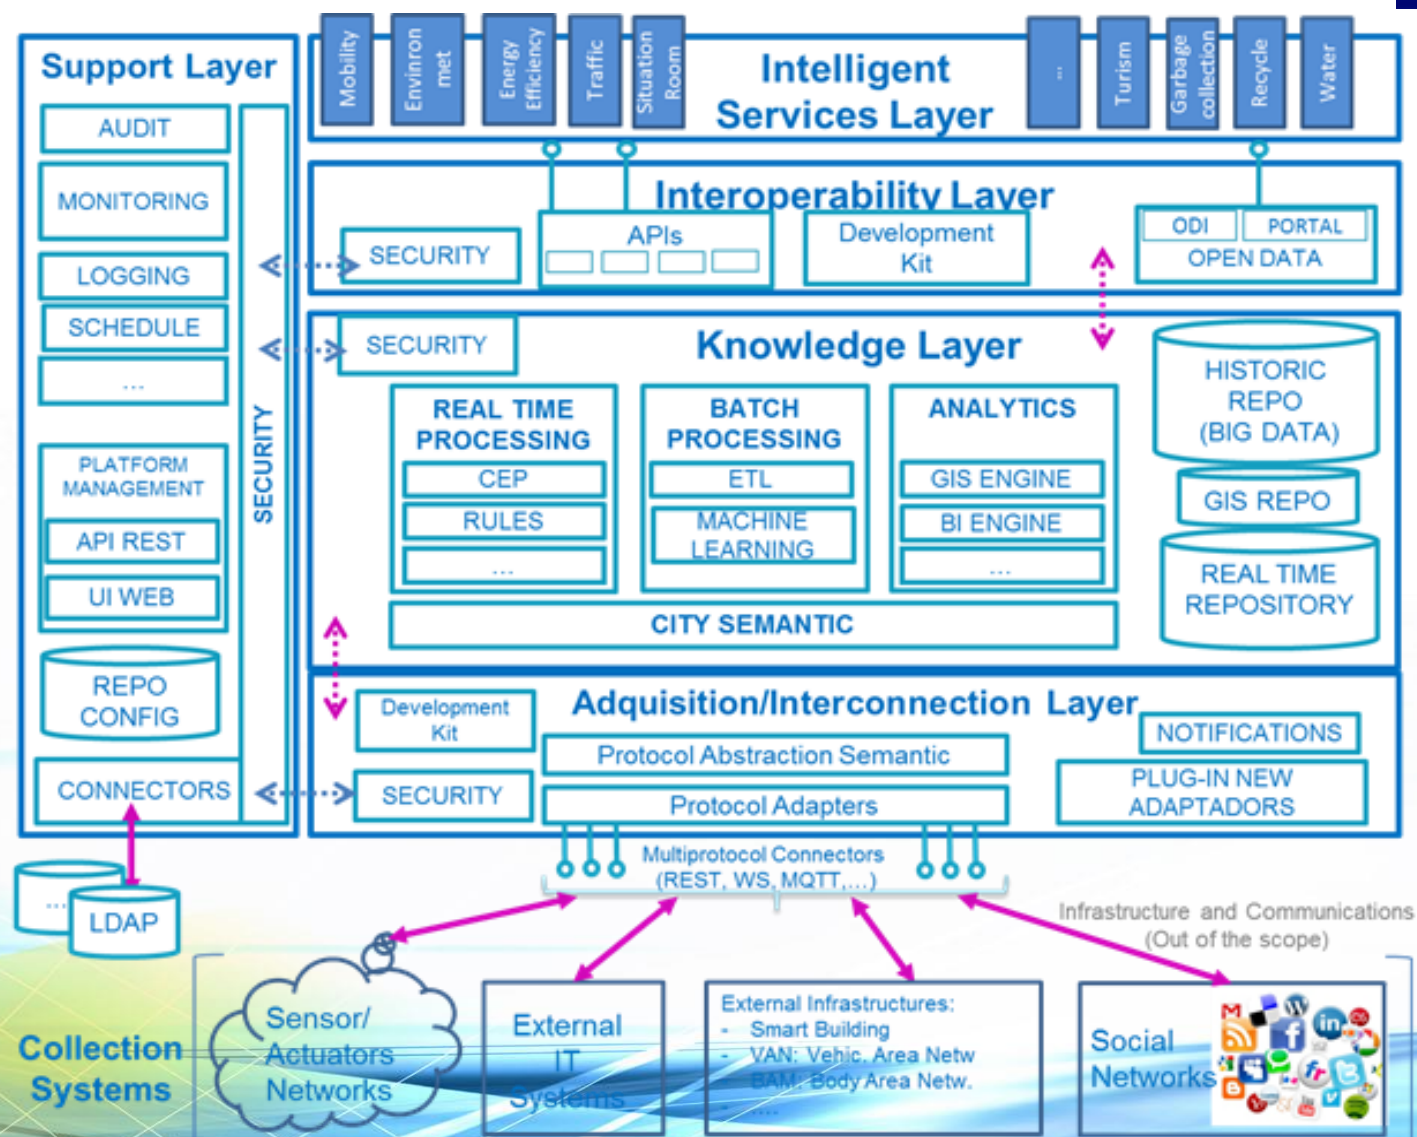 Support Layer
AUDIT
MONITORING
LOGGING
SCHEDULE
...
PLATFORM
MANAGEMENT
API REST
UI WEB
REPO
CONFIG
CONNECTORS
SECURITY
...
LDAP
Mobility
Environ
met
Energy
Efficiency
Traffic
Situation
Room
Intelligent
Services Layer
...
Turism
Garbage
collection
Recycle
Water
Interoperability Layer
SECURITY
APIs
Development
Kit
ODI
PORTAL
OPEN DATA
SECURITY
Knowledge Layer
REAL TIME
PROCESSING
CEP
RULES
...
BATCH
PROCESSING
ETL
MACHINE
LEARNING
ANALYTICS
GIS ENGINE
BI ENGINE
...
CITY SEMANTIC
HISTORIC
REPO
(BIG DATA)
GIS REPO
REAL TIME
REPOSITORY
Adquisition/Interconnection Layer
Development
Kit
SECURITY
Protocol Abstraction Semantic
Protocol Adapters
NOTIFICATIONS
PLUG-IN NEW
ADAPTADORS
Multiprotocol Connectors
(REST, WS, MQTT,...)
Infrastructure and Communications
(Out of the scope)
Collection
Systems
Sensor/
Actuators
Networks
External
IT
Systems
External Infrastructures:
- Smart Building
- VAN: Vehic. Area Netw
- BAM: Body Area Netw.
- ....
Social
Networks